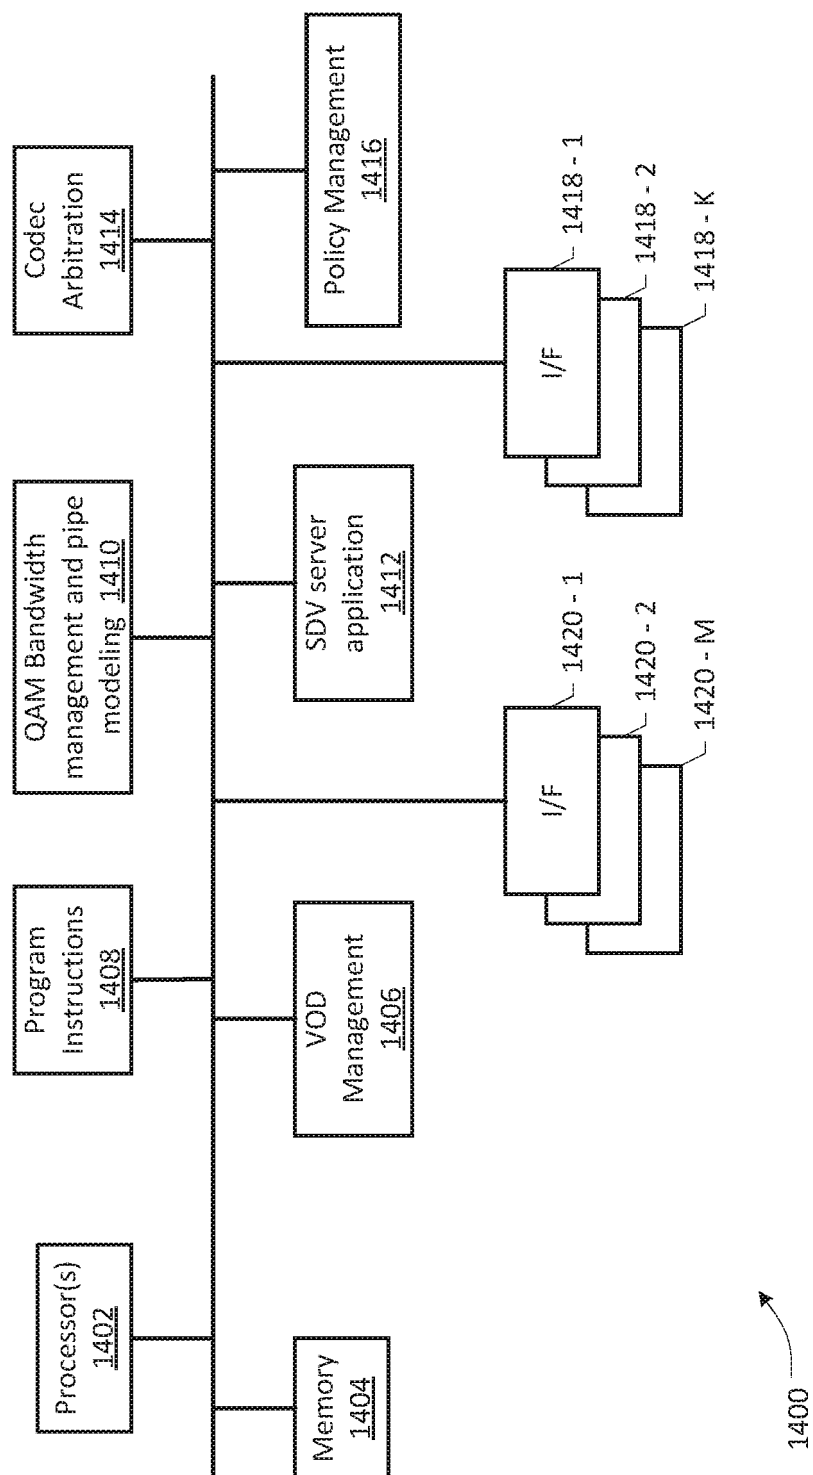 Processor(s)
1402
Program
Instructions
1408
QAM Bandwidth
management and pipe
modeling 1410
Codec
Arbitration
1414
Memory
1404
VOD
Management
1406
SDV server
application
1412
Policy Management
1416
I/F
1420 - 1
1420 - 2
1420 - M
I/F
1418 - 1
1418 - 2
1418 - K
1400